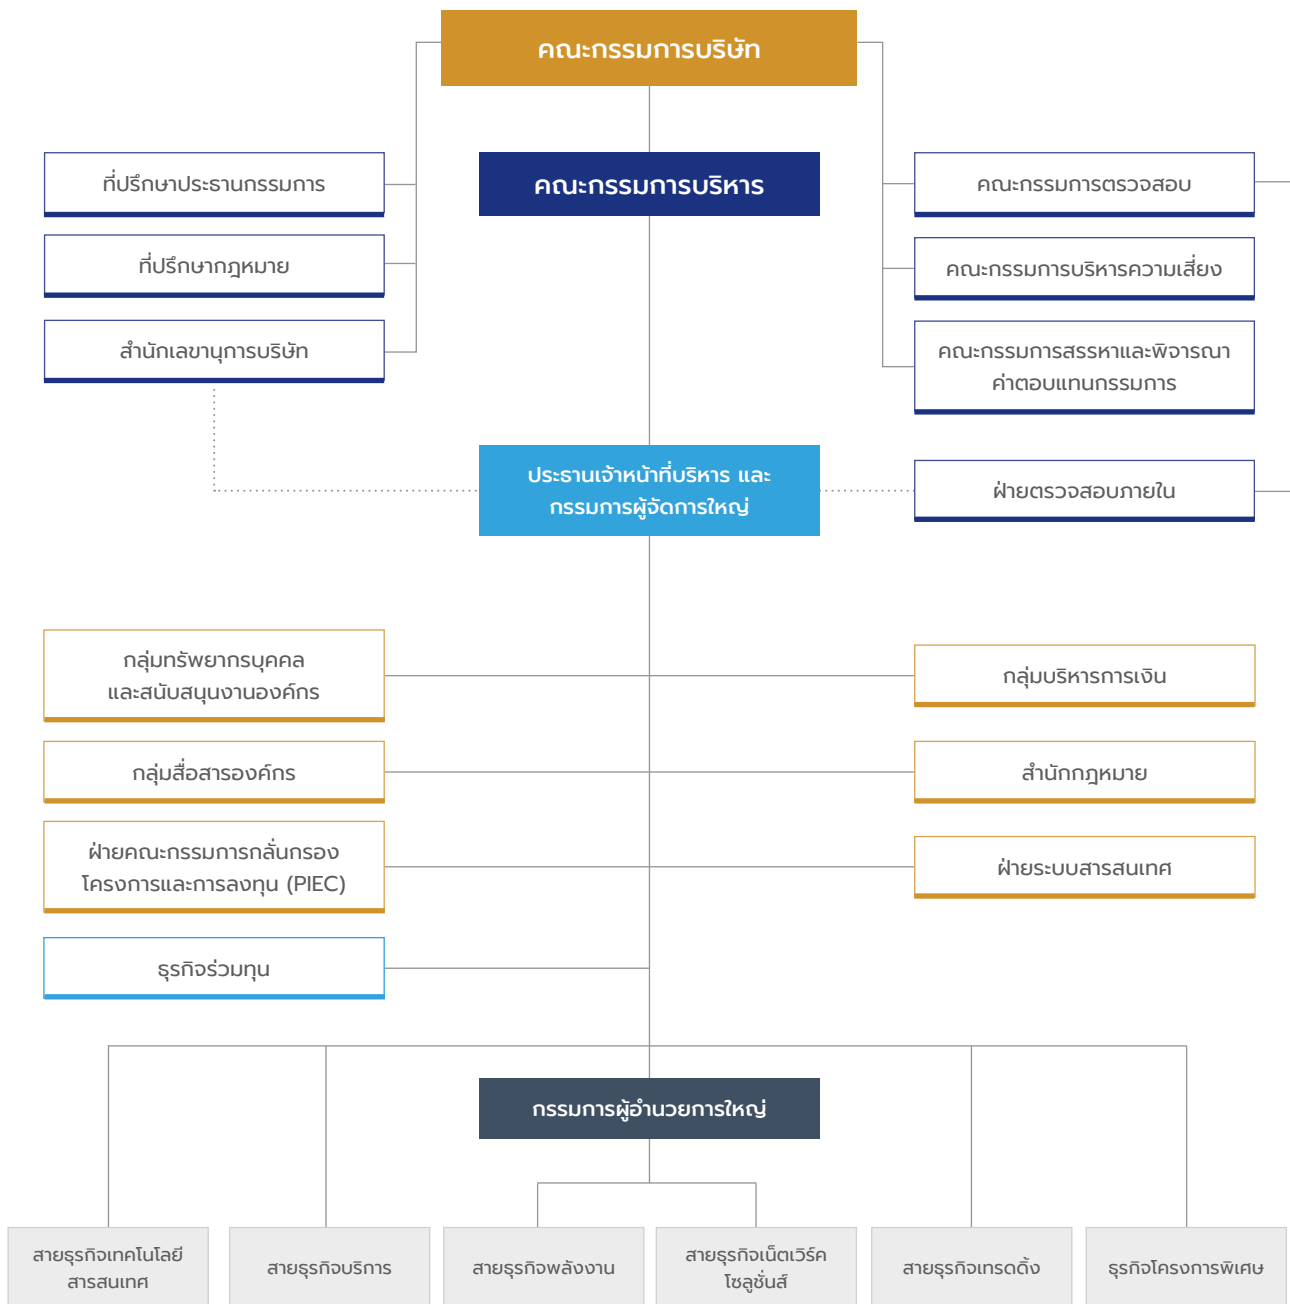 คณะกรรมการบริษัท
ที่ปรึกษาประธานกรรมการ
คณะกรรมการบริหาร
คณะกรรมการตรวจสอบ
ที่ปรึกษากฎหมาย
คณะกรรมการบริหารความเสี่ยง
สำนักเลขานุการบริษัท
คณะกรรมการสรรหาและพิจารณา
ค่าตอบแทนกรรมการ
ประธานเจ้าหน้าที่บริหาร และ
กรรมการผู้จัดการใหญ่
ฝ่ายตรวจสอบภายใน
กลุ่มทรัพยากรบุคคล
และสนับสนุนงานองค์กร
กลุ่มบริหารการเงิน
กลุ่มสื่อสารองค์กร
สำนักกฎหมาย
ฝ่ายคณะกรรมการกลั่นกรอง
โครงการและการลงทุน (PIEC)
ฝ่ายระบบสารสนเทศ
ธุรกิจร่วมทุน
กรรมการผู้อำนวยการใหญ่
สายธุรกิจเทคโนโลยี
สารสนเทศ
สายธุรกิจบริการ
สายธุรกิจพลังงาน
สายธุรกิจเน็ตเวิร์ค
โซลูชั่นส์
สายธุรกิจเทรดดิ้ง
ธุรกิจโครงการพิเศษ